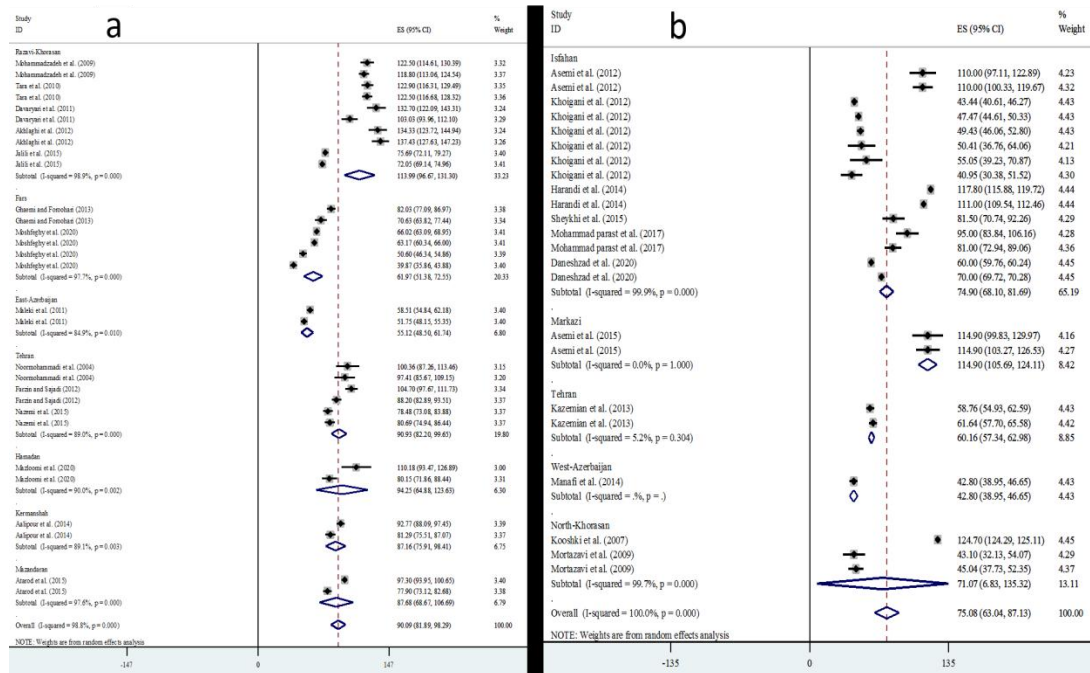 a
Study %
ID ES (95% CI) Weight
Razavi-Khorasan
Mohammadzadeh et al. (2009) 122.50 (114.61, 130.39) 3.32
Mohammadzadeh et al. (2009) 118.80 (113.06, 124.54) 3.37
Tara et al. (2010) 122.90 (116.31, 129.49) 3.35
Tara et al. (2010) 122.50 (116.68, 128.32) 3.36
Davaryari et al. (2011) 132.70 (122.09, 143.31) 3.24
Davaryari et al. (2011) 103.03 (93.96, 112.10) 3.29
Akhlaghi et al. (2012) 134.33 (123.72, 144.94) 3.24
Akhlaghi et al. (2012) 137.43 (127.63, 147.23) 3.26
Jalili et al. (2015) 75.69 (72.11, 79.27) 3.40
Jalili et al. (2015) 72.05 (69.14, 74.96) 3.41
Subtotal (I-squared = 98.9%, p = 0.000) 113.99 (96.67, 131.30) 33.23
.
Fars
Ghaemi and Forouhari (2013) 82.03 (77.09, 86.97) 3.38
Ghaemi and Forouhari (2013) 70.63 (63.82, 77.44) 3.34
Moshfeghy et al. (2020) 66.02 (63.09, 68.95) 3.41
Moshfeghy et al. (2020) 63.17 (60.34, 66.00) 3.41
Moshfeghy et al. (2020) 50.60 (46.34, 54.86) 3.39
Moshfeghy et al. (2020) 39.87 (35.86, 43.88) 3.40
Subtotal (I-squared = 97.7%, p = 0.000) 61.97 (51.38, 72.55) 20.33
.
East-Azerbaijan
Maleki et al. (2011) 58.51 (54.84, 62.18) 3.40
Maleki et al. (2011) 51.75 (48.15, 55.35) 3.40
Subtotal (I-squared = 84.9%, p = 0.010) 55.12 (48.50, 61.74) 6.80
.
Tehran
Noormohammadi et al. (2004) 100.36 (87.26, 113.46) 3.15
Noormohammadi et al. (2004) 97.41 (85.67, 109.15) 3.20
Farzin and Sajadi (2012) 104.70 (97.67, 111.73) 3.34
Farzin and Sajadi (2012) 88.20 (82.89, 93.51) 3.37
Nazemi et al. (2015) 78.48 (73.08, 83.88) 3.37
Nazemi et al. (2015) 80.69 (74.94, 86.44) 3.37
Subtotal (I-squared = 89.0%, p = 0.000) 90.93 (82.20, 99.65) 19.80
.
Hamadan
Mazloomi et al. (2020) 110.18 (93.47, 126.89) 3.00
Mazloomi et al. (2020) 80.15 (71.86, 88.44) 3.31
Subtotal (I-squared = 90.0%, p = 0.002) 94.25 (64.88, 123.63) 6.30
.
Kermanshah
Aalipour et al. (2014) 92.77 (88.09, 97.45) 3.39
Aalipour et al. (2014) 81.29 (75.51, 87.07) 3.37
Subtotal (I-squared = 89.1%, p = 0.003) 87.16 (75.91, 98.41) 6.75
.
Mazandaran
Atarod et al. (2015) 97.30 (93.95, 100.65) 3.40
Atarod et al. (2015) 77.90 (73.12, 82.68) 3.38
Subtotal (I-squared = 97.6%, p = 0.000) 87.68 (68.67, 106.69) 6.79
.
Overall (I-squared = 98.8%, p = 0.000) 90.09 (81.89, 98.29) 100.00
NOTE: Weights are from random effects analysis
-147 0 147
b
Study %
ID ES (95% CI) Weight
Isfahan
Asemi et al. (2012) 110.00 (97.11, 122.89) 4.23
Asemi et al. (2012) 110.00 (100.33, 119.67) 4.32
Khoigani et al. (2012) 43.44 (40.61, 46.27) 4.43
Khoigani et al. (2012) 47.47 (44.61, 50.33) 4.43
Khoigani et al. (2012) 49.43 (46.06, 52.80) 4.43
Khoigani et al. (2012) 50.41 (36.76, 64.06) 4.21
Khoigani et al. (2012) 55.05 (39.23, 70.87) 4.13
Khoigani et al. (2012) 40.95 (30.38, 51.52) 4.30
Harandi et al. (2014) 117.80 (115.88, 119.72) 4.44
Harandi et al. (2014) 111.00 (109.54, 112.46) 4.44
Sheykhi et al. (2015) 81.50 (70.74, 92.26) 4.29
Mohammad parast et al. (2017) 95.00 (83.84, 106.16) 4.28
Mohammad parast et al. (2017) 81.00 (72.94, 89.06) 4.36
Daneshzad et al. (2020) 60.00 (59.76, 60.24) 4.45
Daneshzad et al. (2020) 70.00 (69.72, 70.28) 4.45
Subtotal (I-squared = 99.9%, p = 0.000) 74.90 (68.10, 81.69) 65.19
.
Markazi
Asemi et al. (2015) 114.90 (99.83, 129.97) 4.16
Asemi et al. (2015) 114.90 (103.27, 126.53) 4.27
Subtotal (I-squared = 0.0%, p = 1.000) 114.90 (105.69, 124.11) 8.42
.
Tehran
Kazemian et al. (2013) 58.76 (54.93, 62.59) 4.43
Kazemian et al. (2013) 61.64 (57.70, 65.58) 4.42
Subtotal (I-squared = 5.2%, p = 0.304) 60.16 (57.34, 62.98) 8.85
.
West-Azerbaijan
Manafi et al. (2014) 42.80 (38.95, 46.65) 4.43
Subtotal (I-squared = .%, p = .) 42.80 (38.95, 46.65) 4.43
.
North-Khorasan
Kooshki et al. (2007) 124.70 (124.29, 125.11) 4.45
Mortazavi et al. (2009) 43.10 (32.13, 54.07) 4.29
Mortazavi et al. (2009) 45.04 (37.73, 52.35) 4.37
Subtotal (I-squared = 99.7%, p = 0.000) 71.07 (6.83, 135.32) 13.11
.
Overall (I-squared = 100.0%, p = 0.000) 75.08 (63.04, 87.13) 100.00
NOTE: Weights are from random effects analysis
-135 0 135